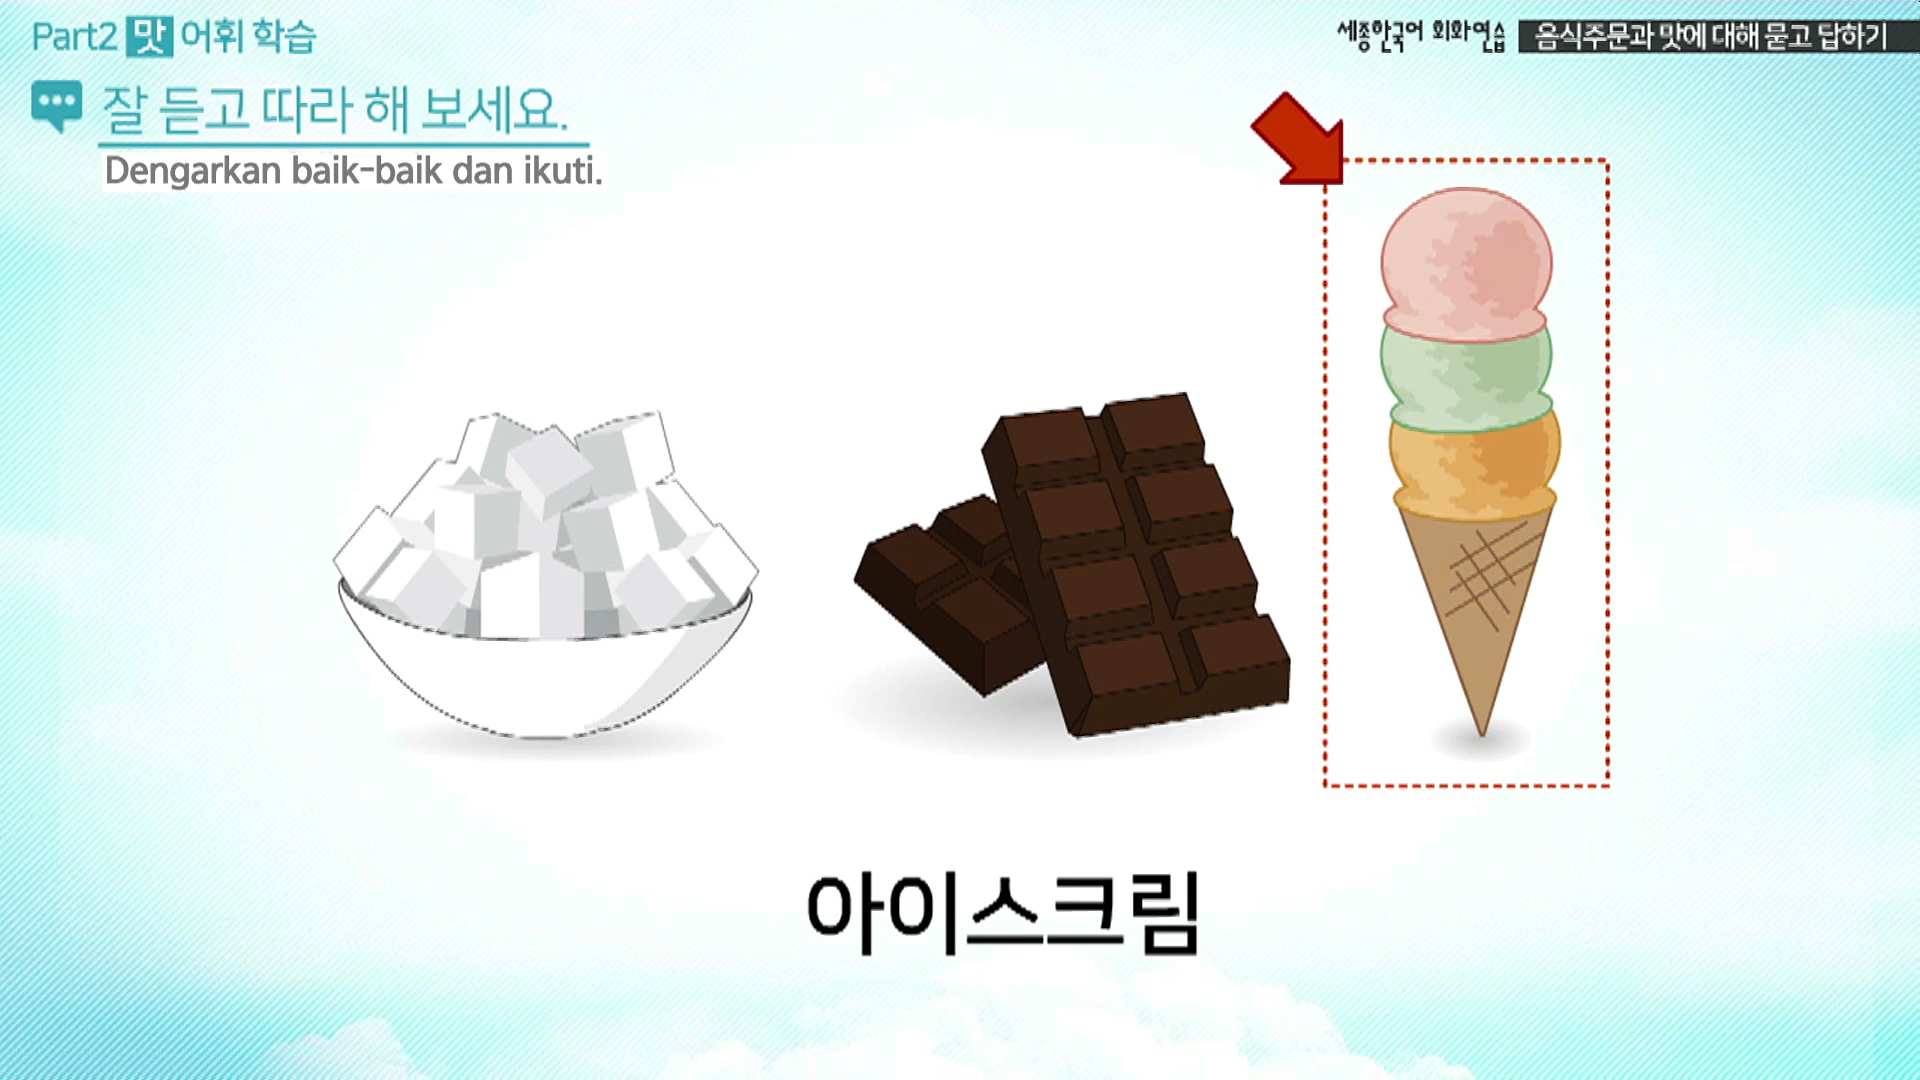 Part2 맛 어휘 학습
세종한국어 회화연습 음식주문과 맛에 대해 묻고 답하기
잘 듣고 따라 해 보세요.
Dengarkan baik-baik dan ikuti.
아이스크림